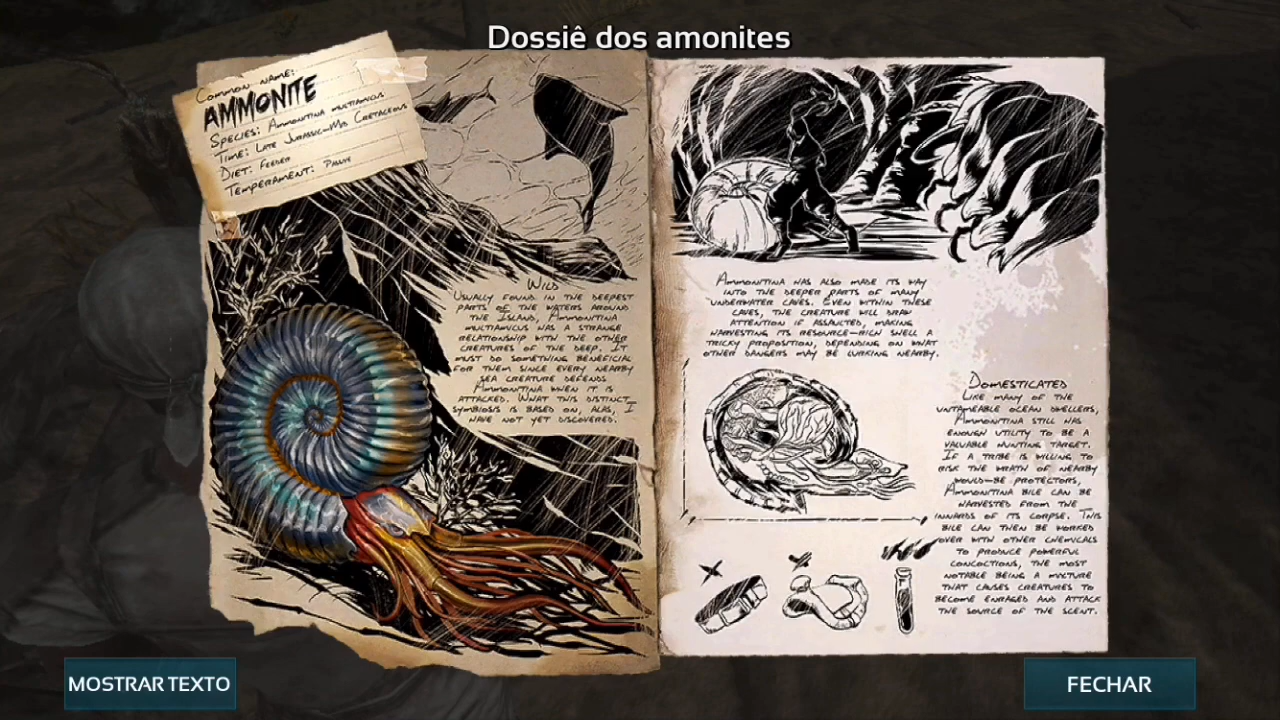 Dossiê dos amonites
Common name:
Ammonite
Species: Ammonitina multiamicus
Time: Late Jurassic-Mid Cretaceous
Diet: Feeder
Temperament: Passive
Wild
Usually found in the deepest
parts of the waters around
the Island, Ammonitina
multiamicus has a strange
relationship with the other
creatures of the deep. It
must do something beneficial
for them since every nearby
sea creature defends
Ammonitina when it is
attacked. What this distinct
symbiosis is based on, alas, I
have not yet discovered.
Ammonitina has also made its way
into the deeper parts of many
underwater caves. Even within these
caves, the creature will draw
attention if assaulted, making
harvesting its resource-rich shell a
tricky proposition, depending on what
other dangers may be lurking nearby.
Domesticated
Like many of the
untameable ocean dwellers,
Ammonitina still has
enough utility to be a
valuable hunting target.
If a tribe is willing to
risk the wrath of nearby
would-be protectors,
Ammonitina bile can be
harvested from the
innards of its corpse. This
bile can then be worked
over with other chemicals
to produce powerful
concoctions, the most
notable being a mixture
that causes creatures to
become enraged and attack
the source of the scent.
MOSTRAR TEXTO
FECHAR